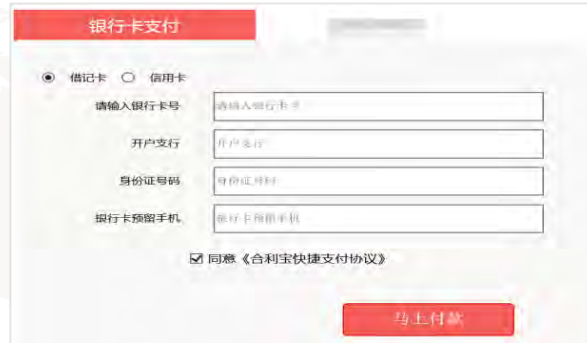 银行卡支付
借记卡 信用卡
请输入银行卡号 请输入银行卡号
开户支行 开户支行
身份证号码 身份证号码
银行卡预留手机 银行卡预留手机
同意《合利宝快捷支付协议》
马上付款